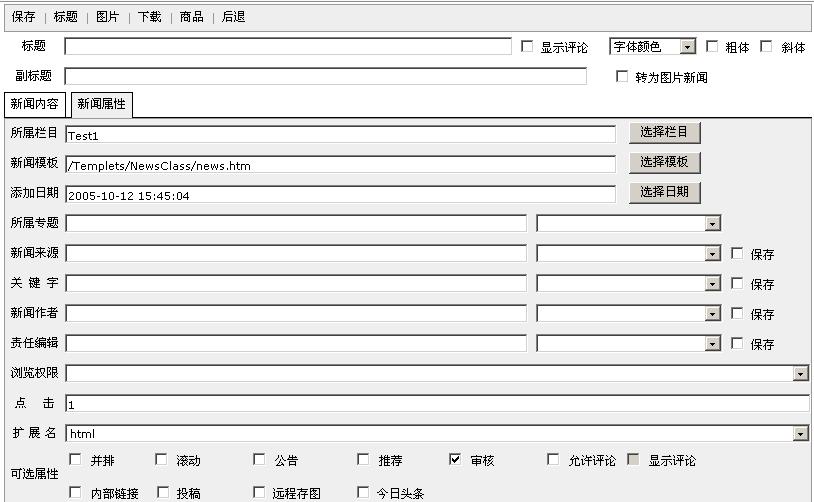 保存 | 标题 | 图片 | 下载 | 商品 | 后退
标题 显示评论 字体颜色 粗体 斜体
副标题 转为图片新闻
新闻内容 新闻属性
所属栏目 Test1 选择栏目
新闻模板 /Templets/NewsClass/news.htm 选择模板
添加日期 2005-10-12 15:45:04 选择日期
所属专题
新闻来源 保存
关 键 字 保存
新闻作者 保存
责任编辑 保存
浏览权限
点 击 1
扩 展 名 html
可选属性 并排 滚动 公告 推荐 审核 允许评论 显示评论
内部链接 投稿 远程存图 今日头条